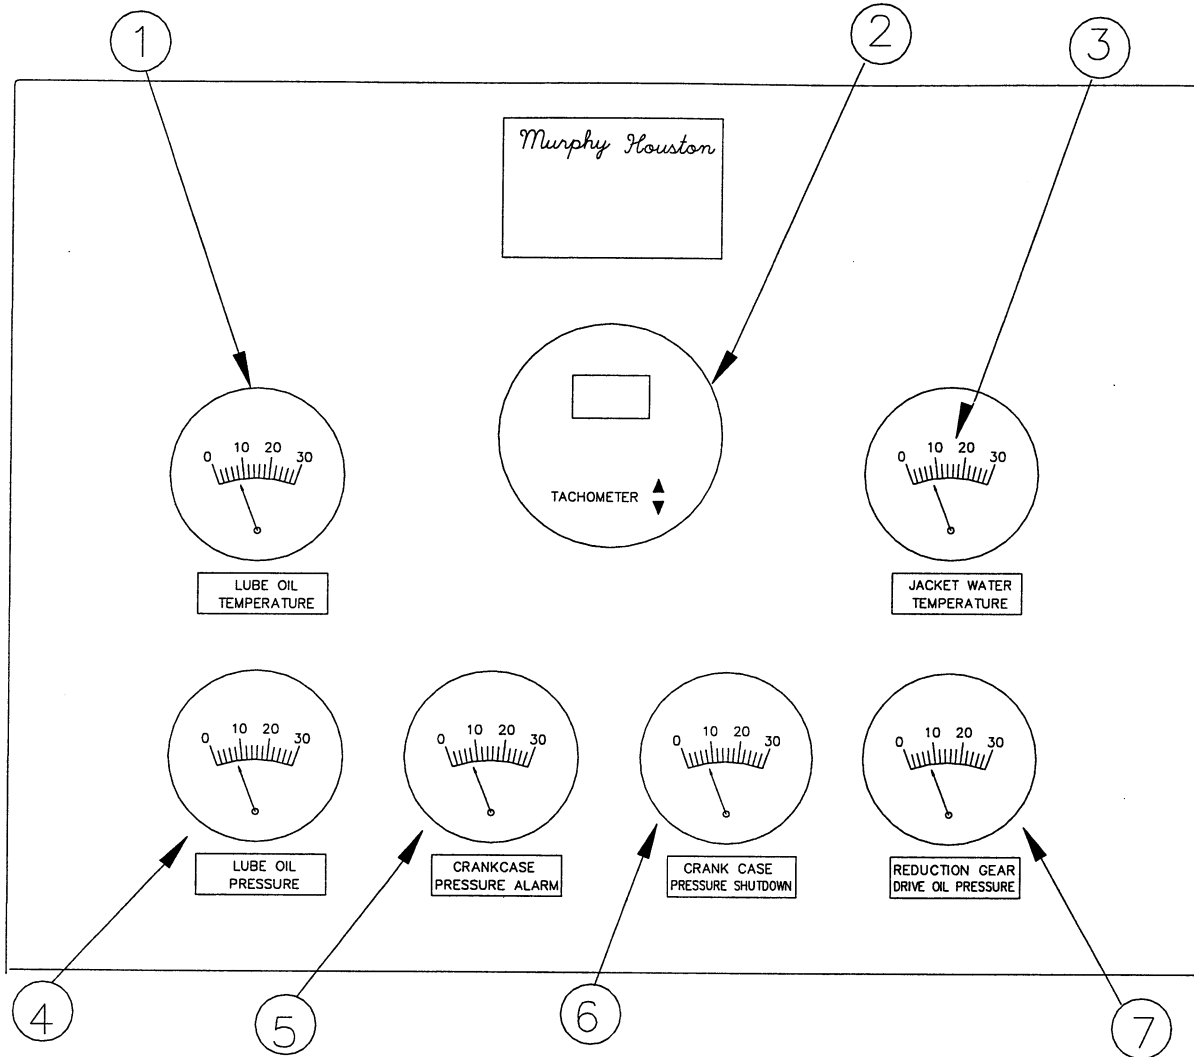 1
2
3
Murphy Houston
0 10 20 30
TACHOMETER
0 10 20 30
LUBE OIL
TEMPERATURE
JACKET WATER
TEMPERATURE
0 10 20 30
0 10 20 30
0 10 20 30
0 10 20 30
LUBE OIL
PRESSURE
CRANKCASE
PRESSURE ALARM
CRANK CASE
PRESSURE SHUTDOWN
REDUCTION GEAR
DRIVE OIL PRESSURE
4
5
6
7